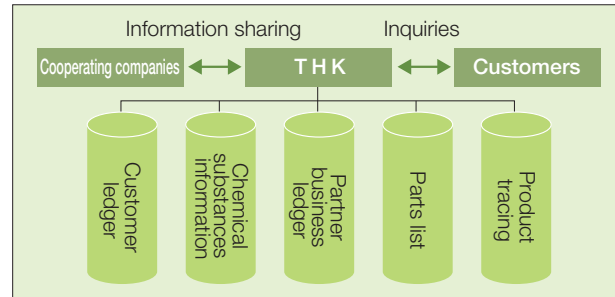 Information sharing
Inquiries
Cooperating companies
THK
Customers
Customer
ledger
Chemical
substances
information
Partner
business
ledger
Parts list
Product
tracing